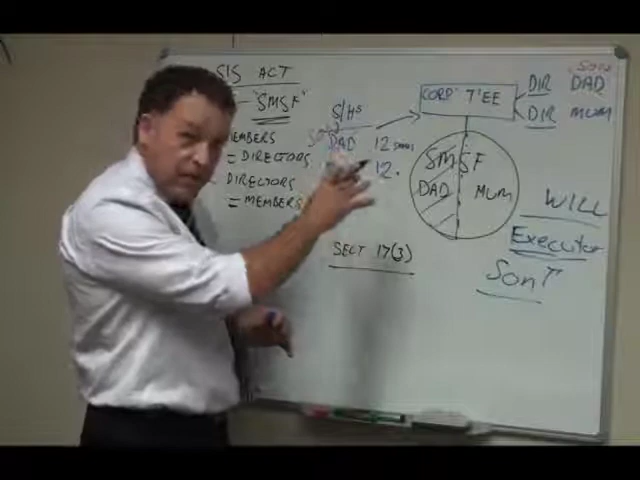 SIS ACT
"SMSF"
MEMBERS
= DIRECTORS
DIRECTORS
= MEMBERS
S/HS
DAD 12
12.
SECT 17(3)
CORP T'EE
DIR DAD
DIR MUM
SMSF
DAD MUM
WILL
Executor
Son